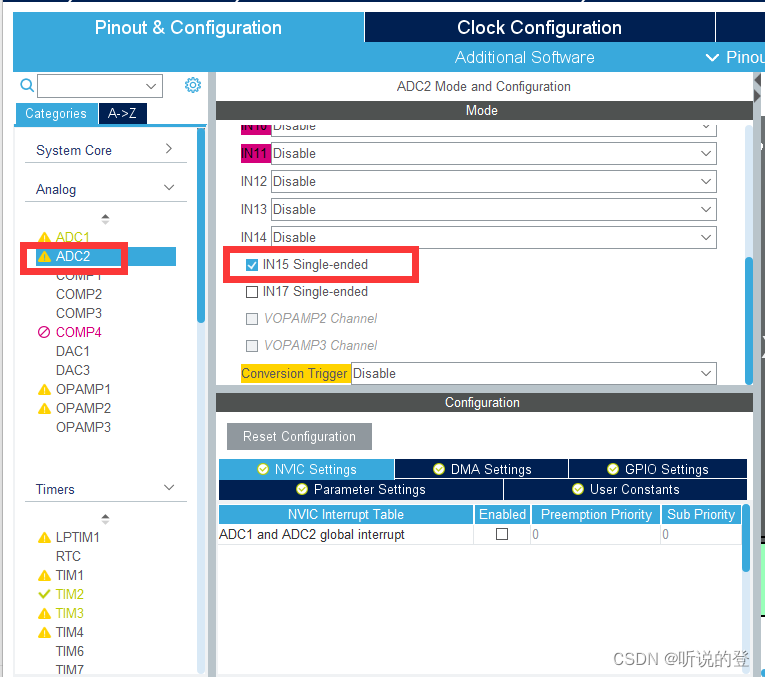 Pinout & Configuration
Clock Configuration
Additional Software
Pinou
Categories
A->Z
System Core
Analog
ADC1
ADC2
COMP1
COMP2
COMP3
COMP4
DAC1
DAC3
OPAMP1
OPAMP2
OPAMP3
Timers
LPTIM1
RTC
TIM1
TIM2
TIM3
TIM4
TIM6
TIM7
ADC2 Mode and Configuration
Mode
IN10 Disable
IN11 Disable
IN12 Disable
IN13 Disable
IN14 Disable
IN15 Single-ended
IN17 Single-ended
VOPAMP2 Channel
VOPAMP3 Channel
Conversion Trigger Disable
Configuration
Reset Configuration
NVIC Settings DMA Settings GPIO Settings
Parameter Settings User Constants
NVIC Interrupt Table Enabled Preemption Priority Sub Priority
ADC1 and ADC2 global interrupt 0 0
CSDN @听说的登